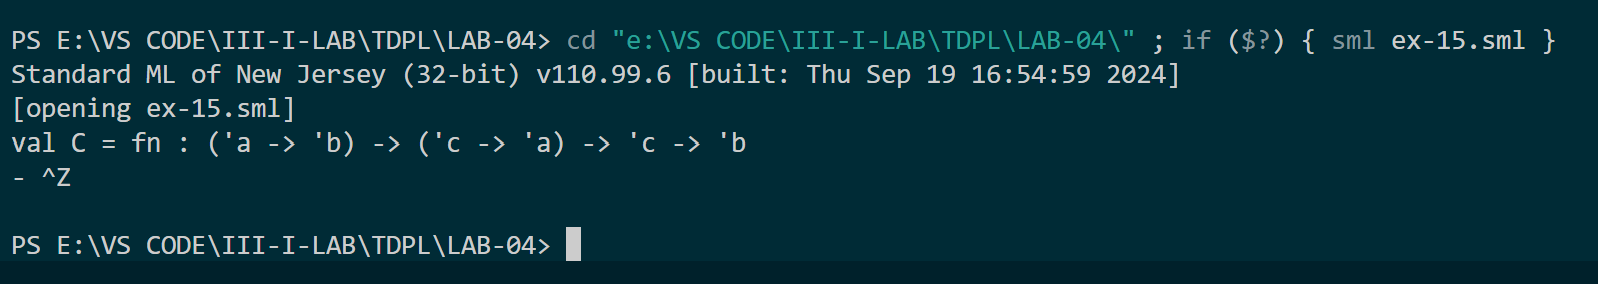 PS E:\VS CODE\III-I-LAB\TDPL\LAB-04> cd "e:\VS CODE\III-I-LAB\TDPL\LAB-04\" ; if ($?) { sml ex-15.sml }
Standard ML of New Jersey (32-bit) v110.99.6 [built: Thu Sep 19 16:54:59 2024]
[opening ex-15.sml]
val C = fn : ('a -> 'b) -> ('c -> 'a) -> 'c -> 'b
- ^Z
PS E:\VS CODE\III-I-LAB\TDPL\LAB-04>